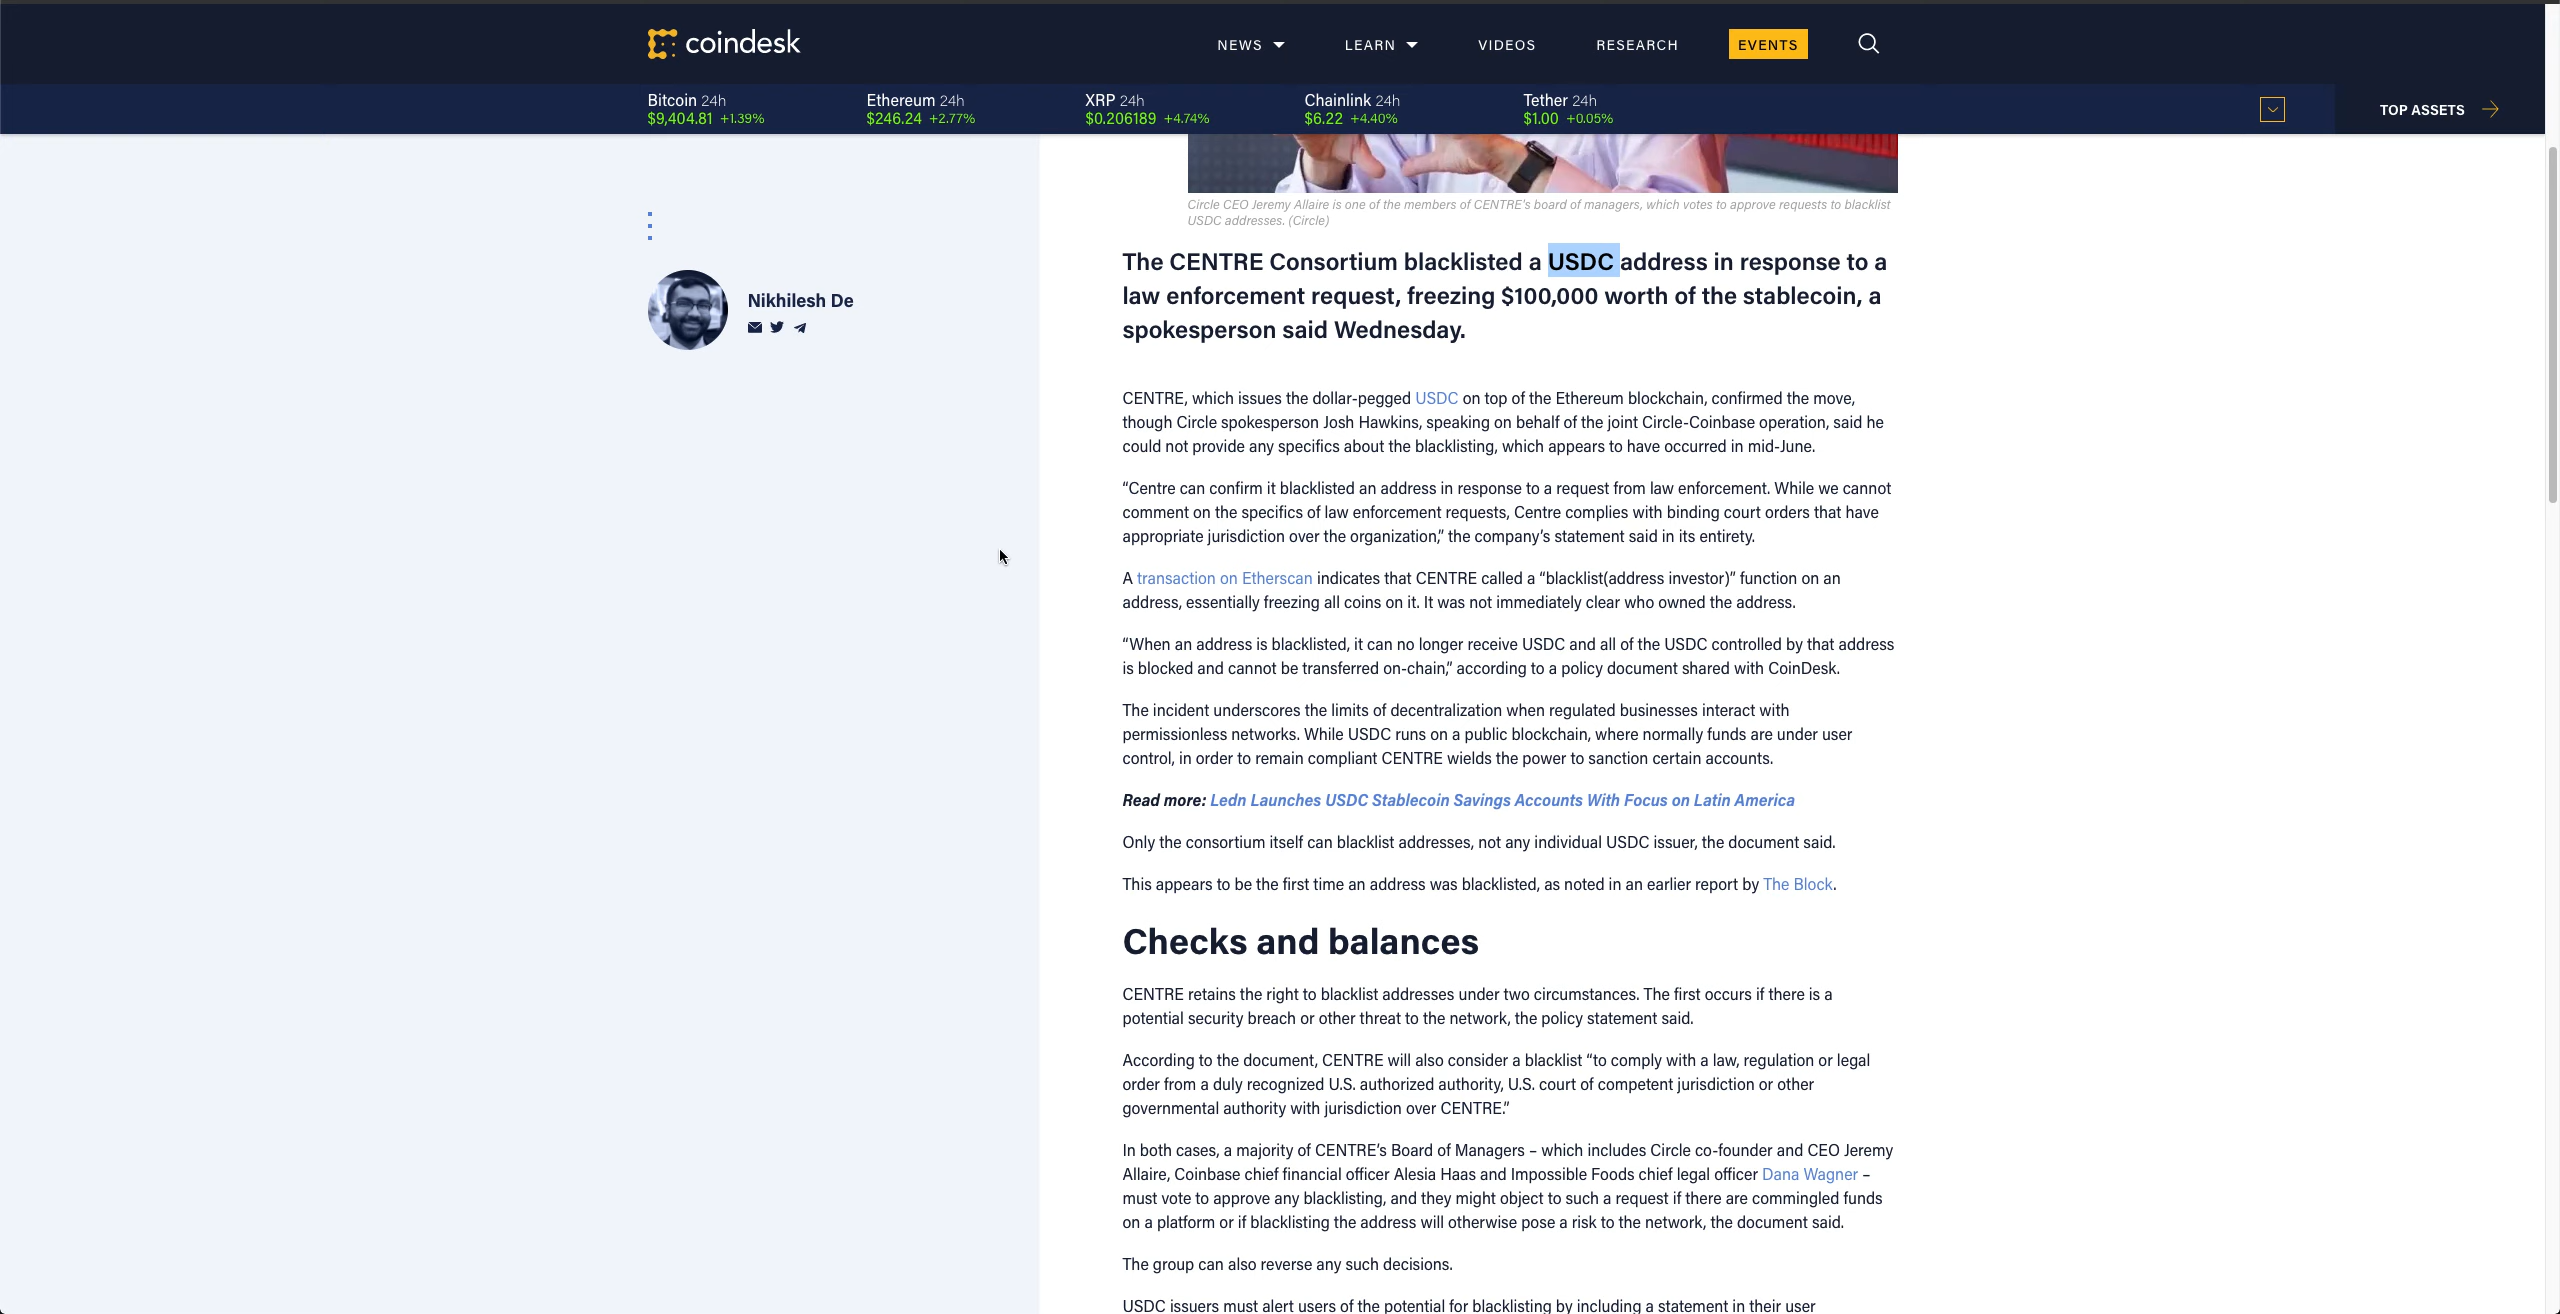 coindesk
NEWS
LEARN
VIDEOS
RESEARCH
EVENTS
Bitcoin 24h
$9,404.81 +1.39%
Ethereum 24h
$246.24 +2.77%
XRP 24h
$0.206189 +4.74%
Chainlink 24h
$6.22 +4.40%
Tether 24h
$1.00 +0.05%
TOP ASSETS
Nikhilesh De
Circle CEO Jeremy Allaire is one of the members of CENTRE's board of managers, which votes to approve requests to blacklist
USDC addresses. (Circle)
The CENTRE Consortium blacklisted a USDC address in response to a
law enforcement request, freezing $100,000 worth of the stablecoin, a
spokesperson said Wednesday.
CENTRE, which issues the dollar-pegged USDC on top of the Ethereum blockchain, confirmed the move,
though Circle spokesperson Josh Hawkins, speaking on behalf of the joint Circle-Coinbase operation, said he
could not provide any specifics about the blacklisting, which appears to have occurred in mid-June.
“Centre can confirm it blacklisted an address in response to a request from law enforcement. While we cannot
comment on the specifics of law enforcement requests, Centre complies with binding court orders that have
appropriate jurisdiction over the organization,” the company’s statement said in its entirety.
A transaction on Etherscan indicates that CENTRE called a “blacklist(address investor)” function on an
address, essentially freezing all coins on it. It was not immediately clear who owned the address.
“When an address is blacklisted, it can no longer receive USDC and all of the USDC controlled by that address
is blocked and cannot be transferred on-chain,” according to a policy document shared with CoinDesk.
The incident underscores the limits of decentralization when regulated businesses interact with
permissionless networks. While USDC runs on a public blockchain, where normally funds are under user
control, in order to remain compliant CENTRE wields the power to sanction certain accounts.
Read more: Ledn Launches USDC Stablecoin Savings Accounts With Focus on Latin America
Only the consortium itself can blacklist addresses, not any individual USDC issuer, the document said.
This appears to be the first time an address was blacklisted, as noted in an earlier report by The Block.
Checks and balances
CENTRE retains the right to blacklist addresses under two circumstances. The first occurs if there is a
potential security breach or other threat to the network, the policy statement said.
According to the document, CENTRE will also consider a blacklist “to comply with a law, regulation or legal
order from a duly recognized U.S. authorized authority, U.S. court of competent jurisdiction or other
governmental authority with jurisdiction over CENTRE.”
In both cases, a majority of CENTRE’s Board of Managers – which includes Circle co-founder and CEO Jeremy
Allaire, Coinbase chief financial officer Alesia Haas and Impossible Foods chief legal officer Dana Wagner –
must vote to approve any blacklisting, and they might object to such a request if there are commingled funds
on a platform or if blacklisting the address will otherwise pose a risk to the network, the document said.
The group can also reverse any such decisions.
USDC issuers must alert users of the potential for blacklisting by including a statement in their user